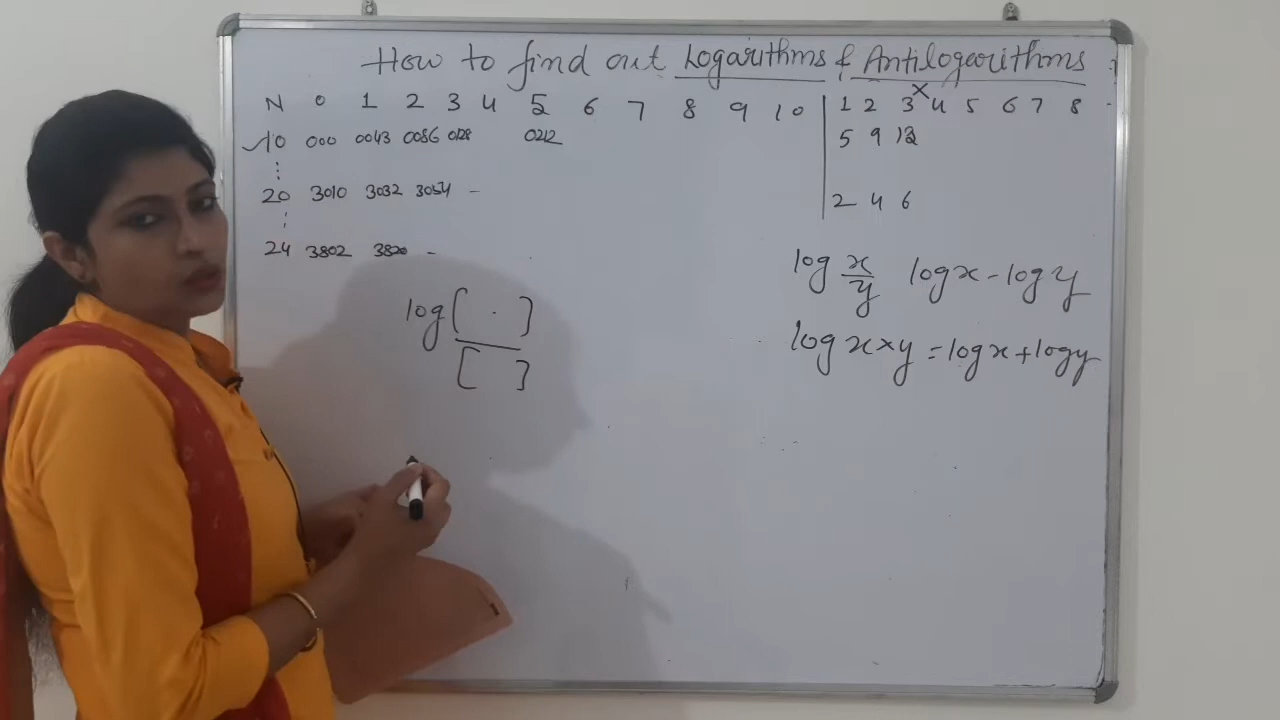 How to find out Logarithms & Antilogarithms :
N 0 1 2 3 4 5 6 7 8 9 10 1 2 3 4 5 6 7 8 -
10 000 0043 0086 0128 0212 5 9
20 3010 3032 3054 - 2 4 6
24 3802 3820 -
log x/y log x - log y
log [ . ] / [ ]
log x × y = log x + log y